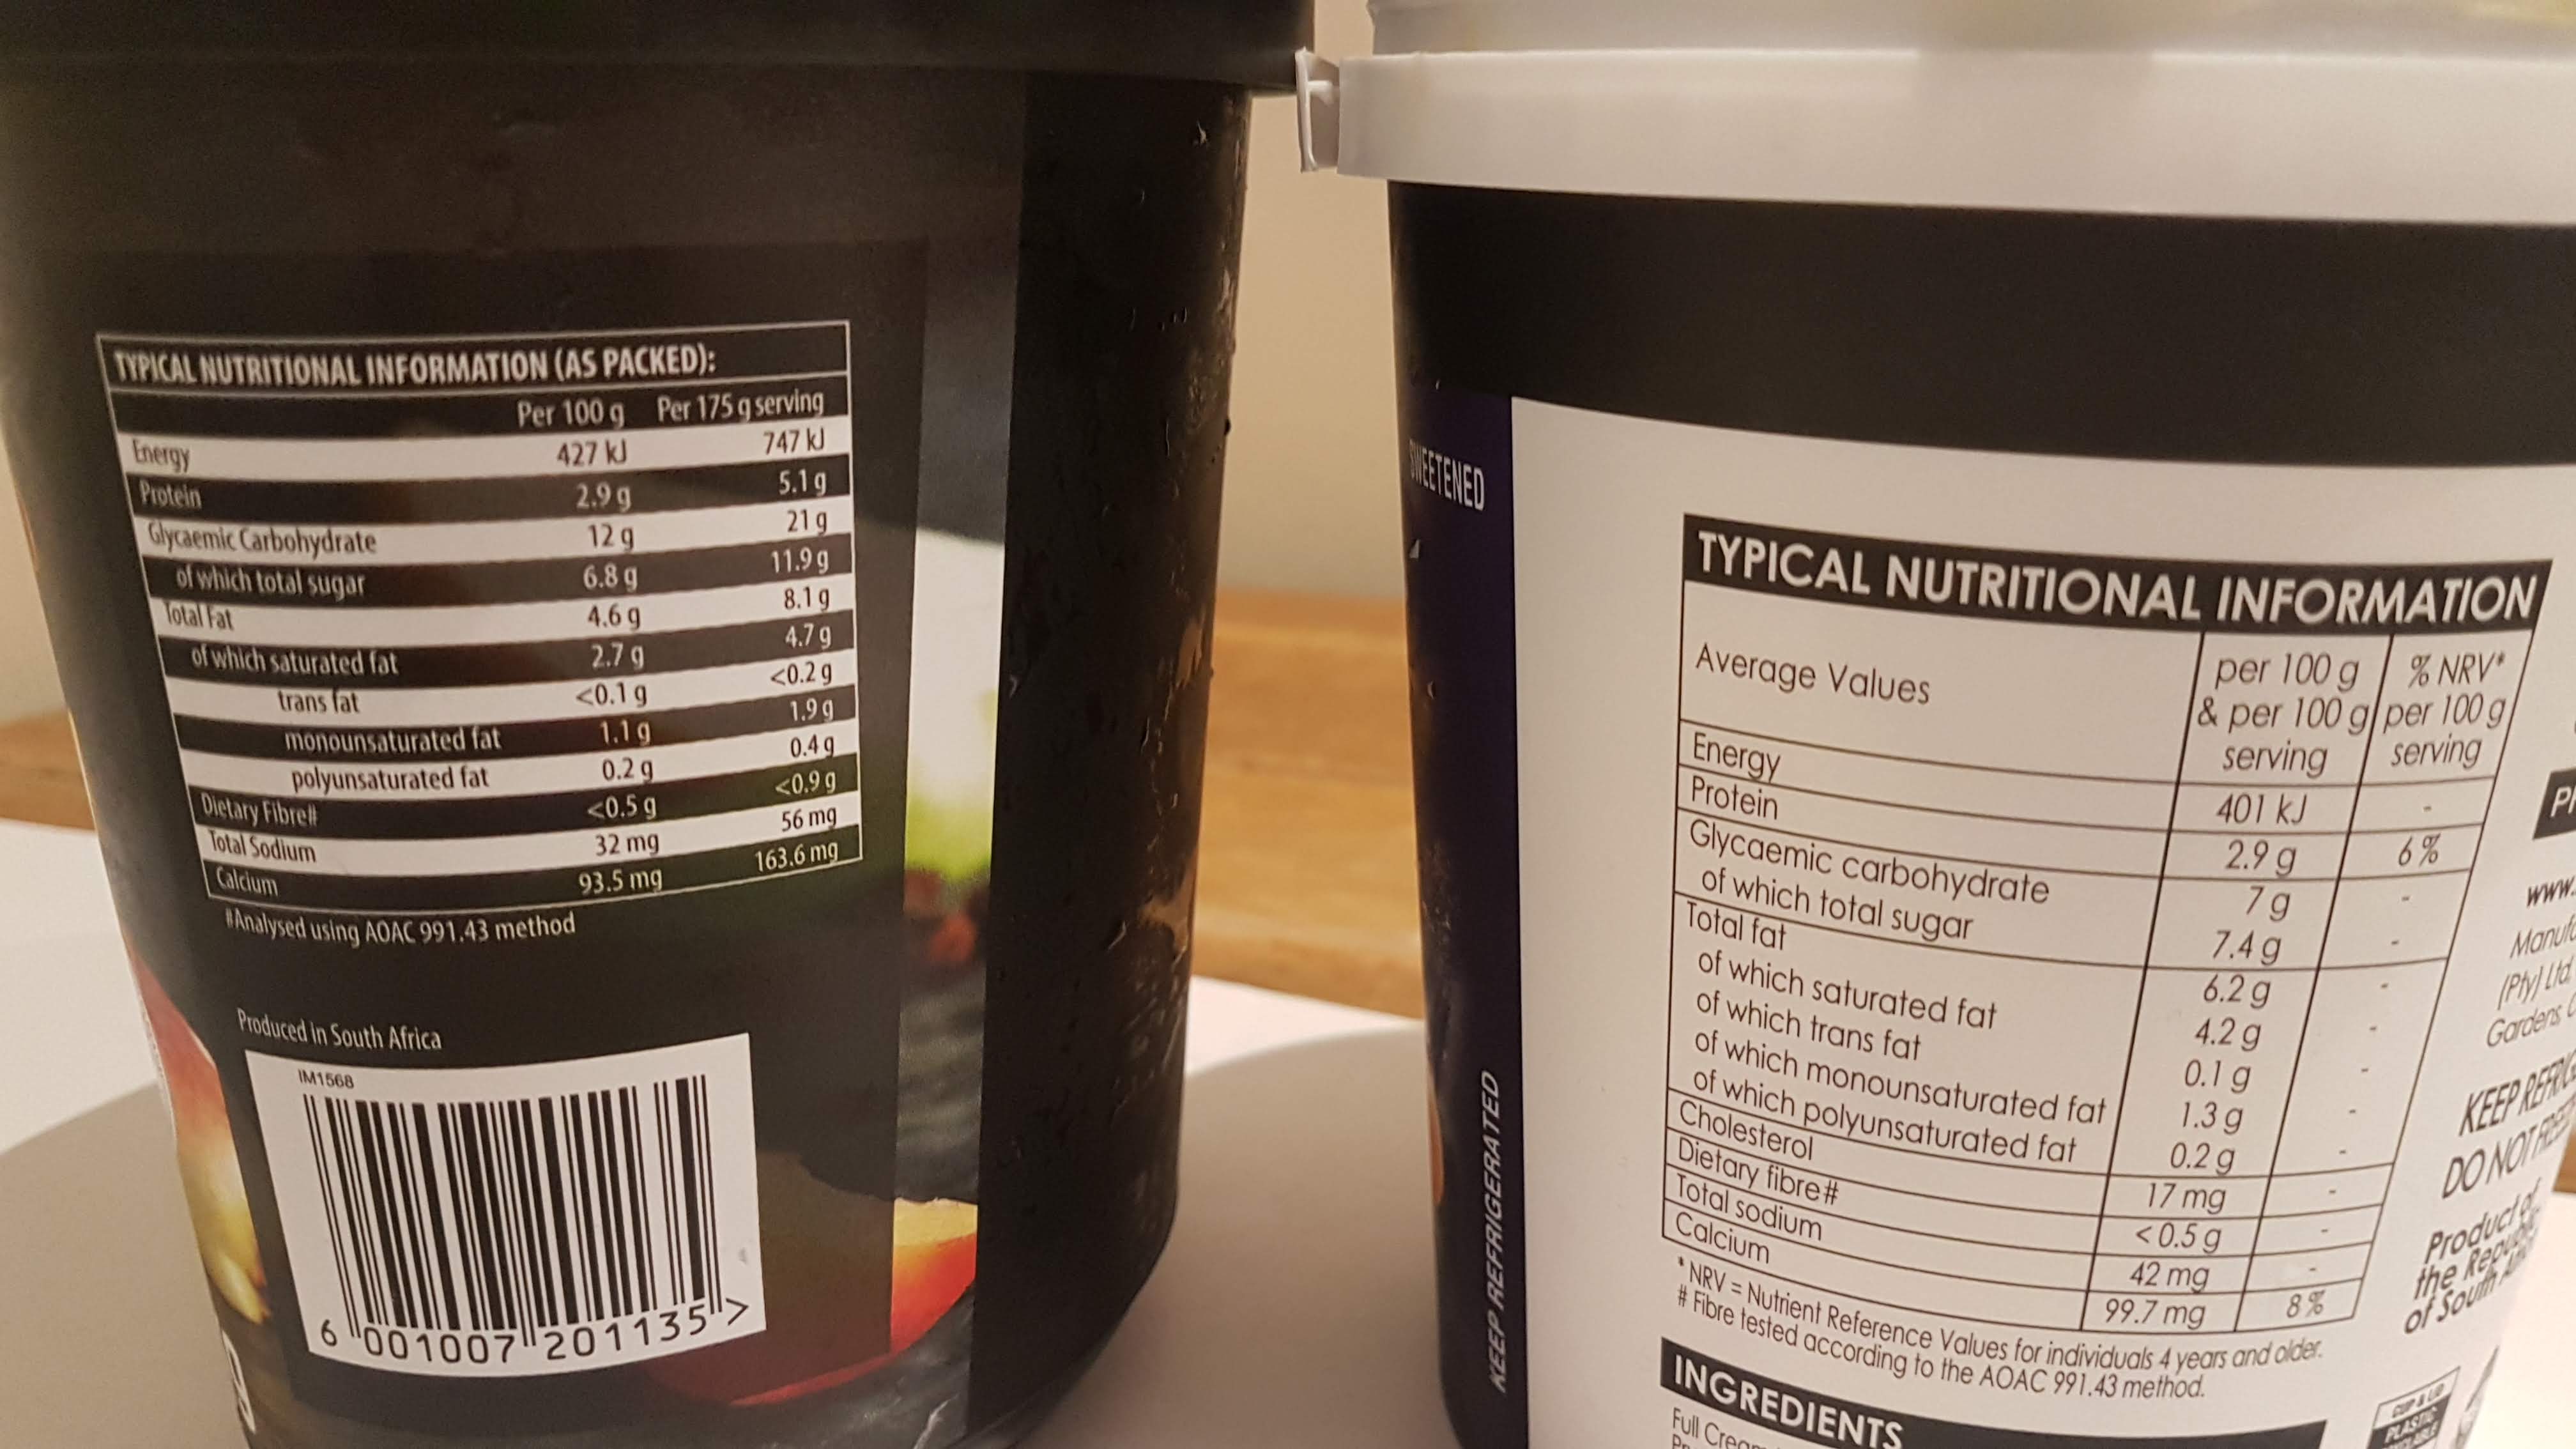 TYPICAL NUTRITIONAL INFORMATION (AS PACKED):
Per 100 g Per 175 g serving
Energy 427 kJ 747 kJ
Protein 2.9 g 5.1 g
Glycaemic Carbohydrate 12 g 21 g
of which total sugar 6.8 g 11.9 g
Total Fat 4.6 g 8.1 g
of which saturated fat 2.7 g 4.7 g
trans fat <0.1 g <0.2 g
monounsaturated fat 1.1 g 1.9 g
polyunsaturated fat 0.2 g 0.4 g
Dietary Fibre# <0.5 g <0.9 g
Total Sodium 32 mg 56 mg
Calcium 93.5 mg 163.6 mg
#Analysed using AOAC 991.43 method
Produced in South Africa
IM1568
6 001007 201135 >
SWEETENED
KEEP REFRIGERATED
TYPICAL NUTRITIONAL INFORMATION
Average Values per 100 g & per 100 g serving % NRV* per 100 g serving
Energy 401 kJ -
Protein 2.9 g 6%
Glycaemic carbohydrate 7 g -
of which total sugar 7.4 g -
Total fat 6.2 g -
of which saturated fat 4.2 g -
of which trans fat 0.1 g -
of which monounsaturated fat 1.3 g -
of which polyunsaturated fat 0.2 g -
Cholesterol 17 mg -
Dietary fibre# <0.5 g -
Total sodium 42 mg -
Calcium 99.7 mg 8%
* NRV = Nutrient Reference Values for individuals 4 years and older.
# Fibre tested according to the AOAC 991.43 method.
INGREDIENTS
Full
www.
(Pty) Ltd.
Gardens
KEEP
DO NOT
Product of
the
of South
CUP & LID
PLASTIC